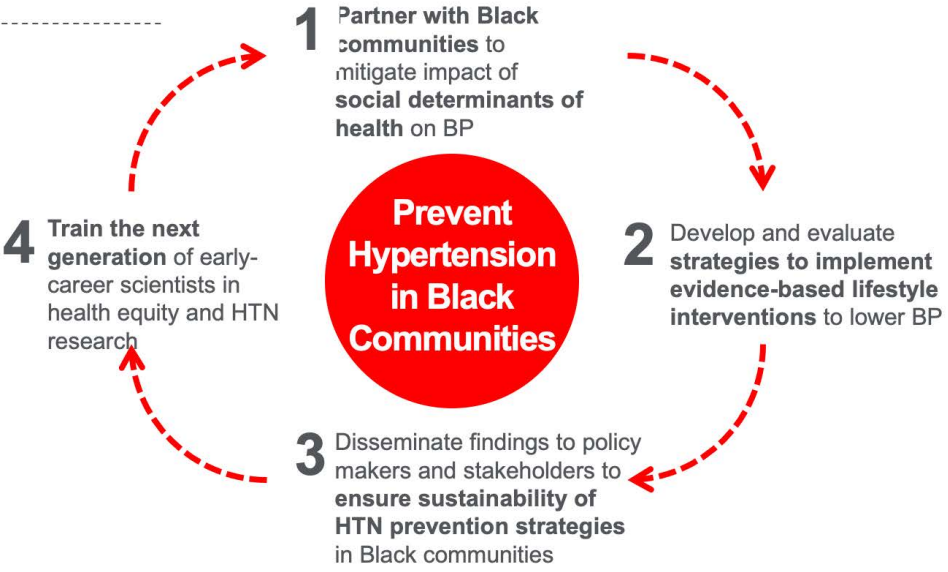 1
Partner with Black
communities to
mitigate impact of
social determinants of
health on BP
2
Develop and evaluate
strategies to implement
evidence-based lifestyle
interventions to lower BP
3
Disseminate findings to policy
makers and stakeholders to
ensure sustainability of
HTN prevention strategies
in Black communities
4
Train the next
generation of early-
career scientists in
health equity and HTN
research
Prevent
Hypertension
in Black
Communities